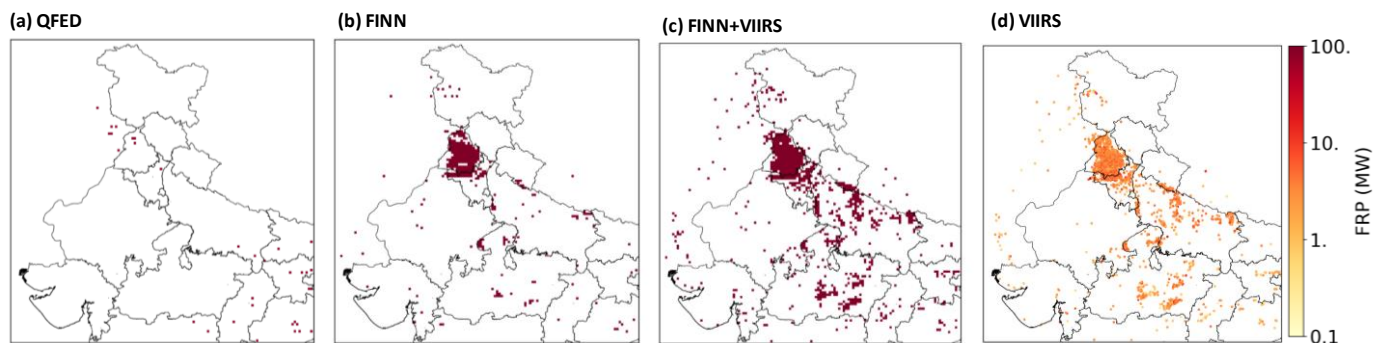 (a) QFED
(b) FINN
(c) FINN+VIIRS
(d) VIIRS
100.
10.
1.
0.1
FRP (MW)